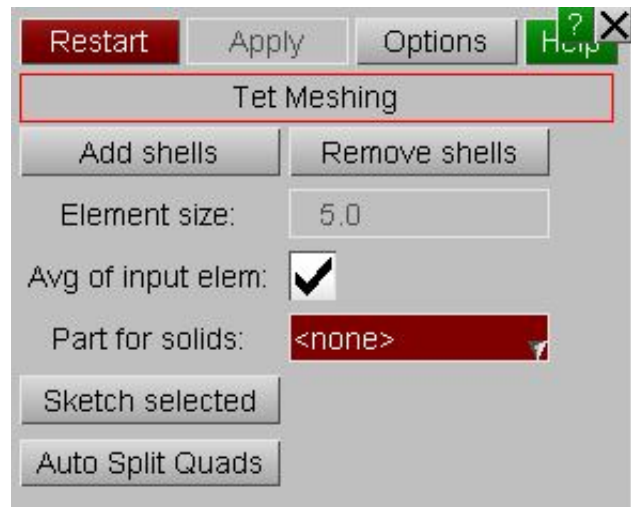 Restart Apply Options Help ?
Tet Meshing
Add shells Remove shells
Element size: 5.0
Avg of input elem:
Part for solids: <none>
Sketch selected
Auto Split Quads